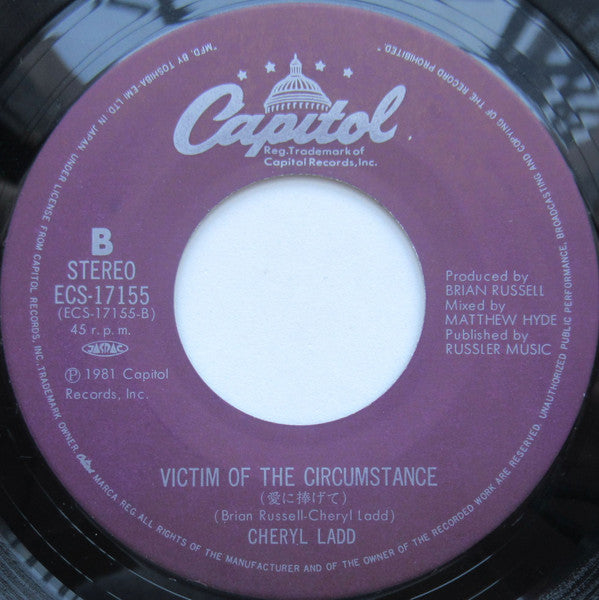 "MFD. BY TOSHIBA-EMI LTD. IN JAPAN UNDER LICENSE FROM CAPITOL RECORDS, INC. TRADEMARK OWNER. Capitol MARCA REG ALL RIGHTS OF THE MANUFACTURER AND OF THE OWNER OF THE RECORDED WORK ARE RESERVED. UNAUTHORIZED PUBLIC PERFORMANCE, BROADCASTING AND COPYING OF THE RECORD PROHIBITED."
Capitol
Reg. Trademark of
Capitol Records, Inc.
B
STEREO
ECS-17155
(ECS-17155-B)
45 r.p.m.
JASRAC
Ⓟ 1981 Capitol
Records, Inc.
Produced by
BRIAN RUSSELL
Mixed by
MATTHEW HYDE
Published by
RUSSLER MUSIC
VICTIM OF THE CIRCUMSTANCE
(愛に捧げて)
(Brian Russell-Cheryl Ladd)
CHERYL LADD